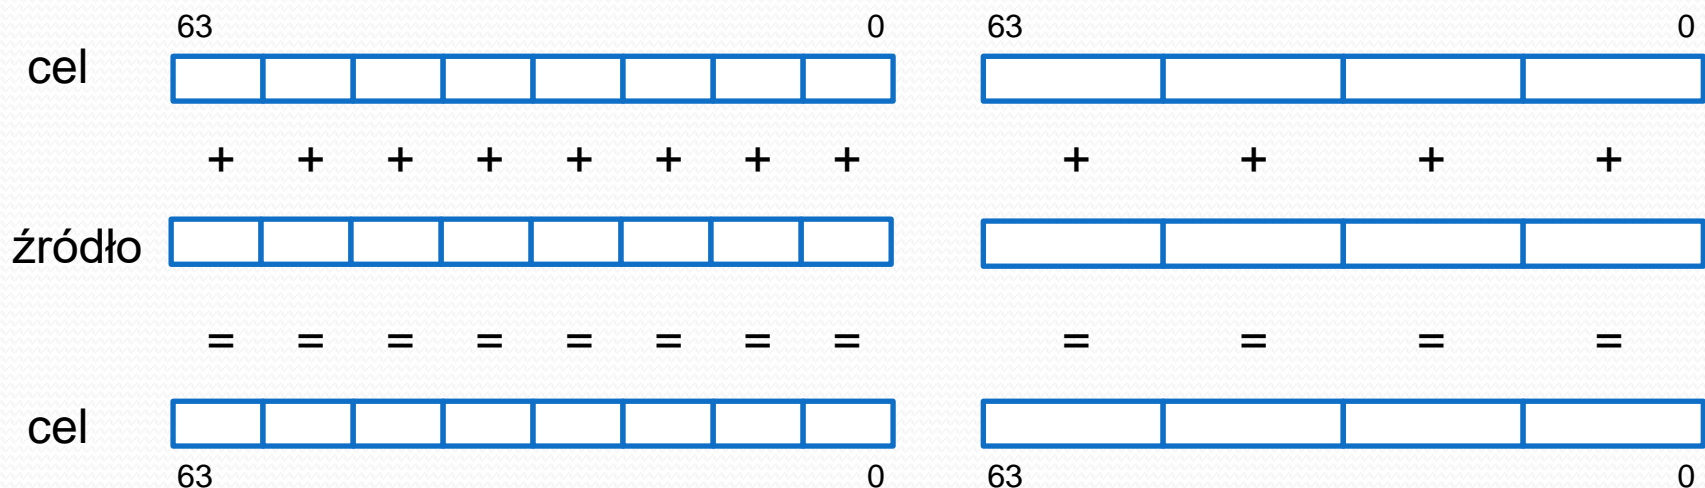 63 0 63 0
cel
+ + + + + + + + + + + +
źródło
= = = = = = = = = = = =
cel
63 0 63 0